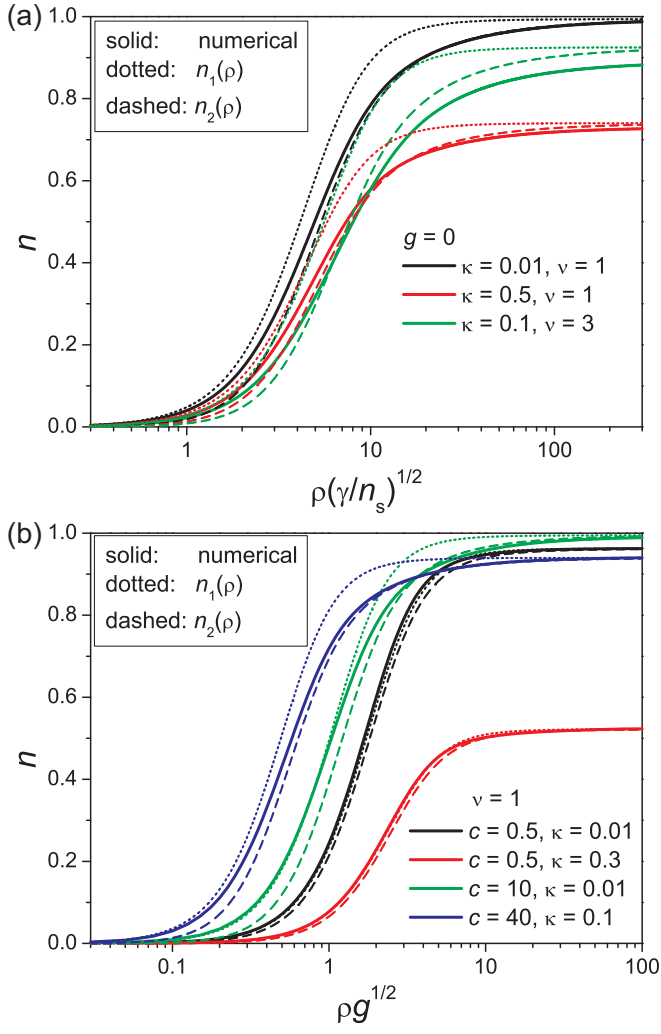 (a)
solid: numerical
dotted: n₁(ρ)
dashed: n₂(ρ)
1.0
0.8
0.6
0.4
0.2
0.0
n
g = 0
κ = 0.01, ν = 1
κ = 0.5, ν = 1
κ = 0.1, ν = 3
1 10 100
ρ(γ/nₛ)^1/2
(b)
solid: numerical
dotted: n₁(ρ)
dashed: n₂(ρ)
1.0
0.8
0.6
0.4
0.2
0.0
n
ν = 1
c = 0.5, κ = 0.01
c = 0.5, κ = 0.3
c = 10, κ = 0.01
c = 40, κ = 0.1
0.1 1 10 100
ρg^1/2